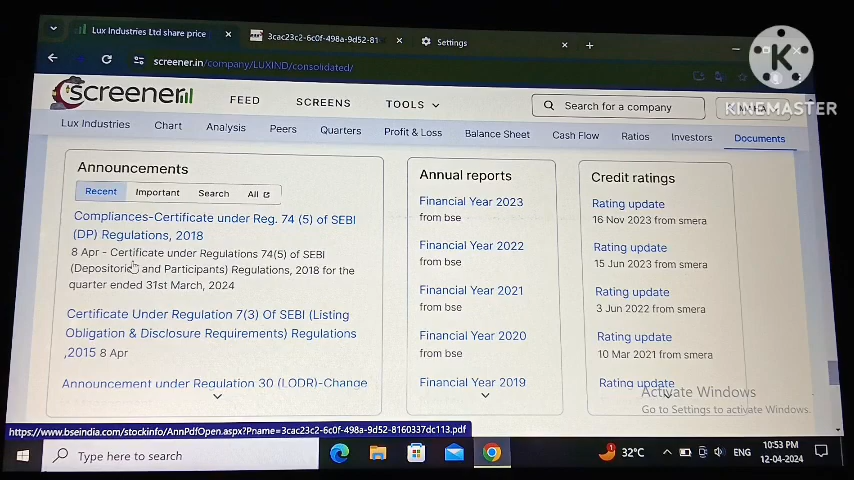 Lux Industries Ltd share price
3cac23c2-6c0f-498a-9d52-81
Settings
screener.in/company/LUXIND/consolidated/
screener
FEED
SCREENS
TOOLS
Search for a company
KINEMASTER
Lux Industries
Chart
Analysis
Peers
Quarters
Profit & Loss
Balance Sheet
Cash Flow
Ratios
Investors
Documents
Announcements
Recent
Important
Search
All
Compliances-Certificate under Reg. 74 (5) of SEBI
(DP) Regulations, 2018
8 Apr - Certificate under Regulations 74(5) of SEBI
(Depositories and Participants) Regulations, 2018 for the
quarter ended 31st March, 2024
Certificate Under Regulation 7(3) Of SEBI (Listing
Obligation & Disclosure Requirements) Regulations
,2015 8 Apr
Announcement under Regulation 30 (LODR)-Change
Annual reports
Financial Year 2023
from bse
Financial Year 2022
from bse
Financial Year 2021
from bse
Financial Year 2020
from bse
Financial Year 2019
Credit ratings
Rating update
16 Nov 2023 from smera
Rating update
15 Jun 2023 from smera
Rating update
3 Jun 2022 from smera
Rating update
10 Mar 2021 from smera
Rating update
Activate Windows
Go to Settings to activate Windows.
https://www.bseindia.com/stockinfo/AnnPdfOpen.aspx?Pname=3cac23c2-6c0f-498a-9d52-8160337dc113.pdf
Type here to search
32°C
ENG
10:53 PM
12-04-2024